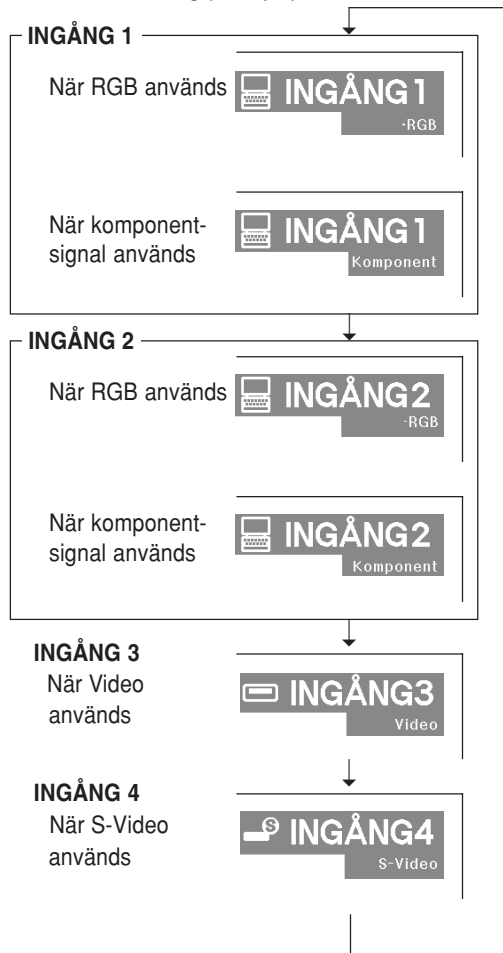 INGÅNG 1
När RGB används
INGÅNG1
-RGB
När komponent-
signal används
INGÅNG1
Komponent
INGÅNG 2
När RGB används
INGÅNG2
-RGB
När komponent-
signal används
INGÅNG2
Komponent
INGÅNG 3
När Video
används
INGÅNG3
Video
INGÅNG 4
När S-Video
används
S
INGÅNG4
S-Video